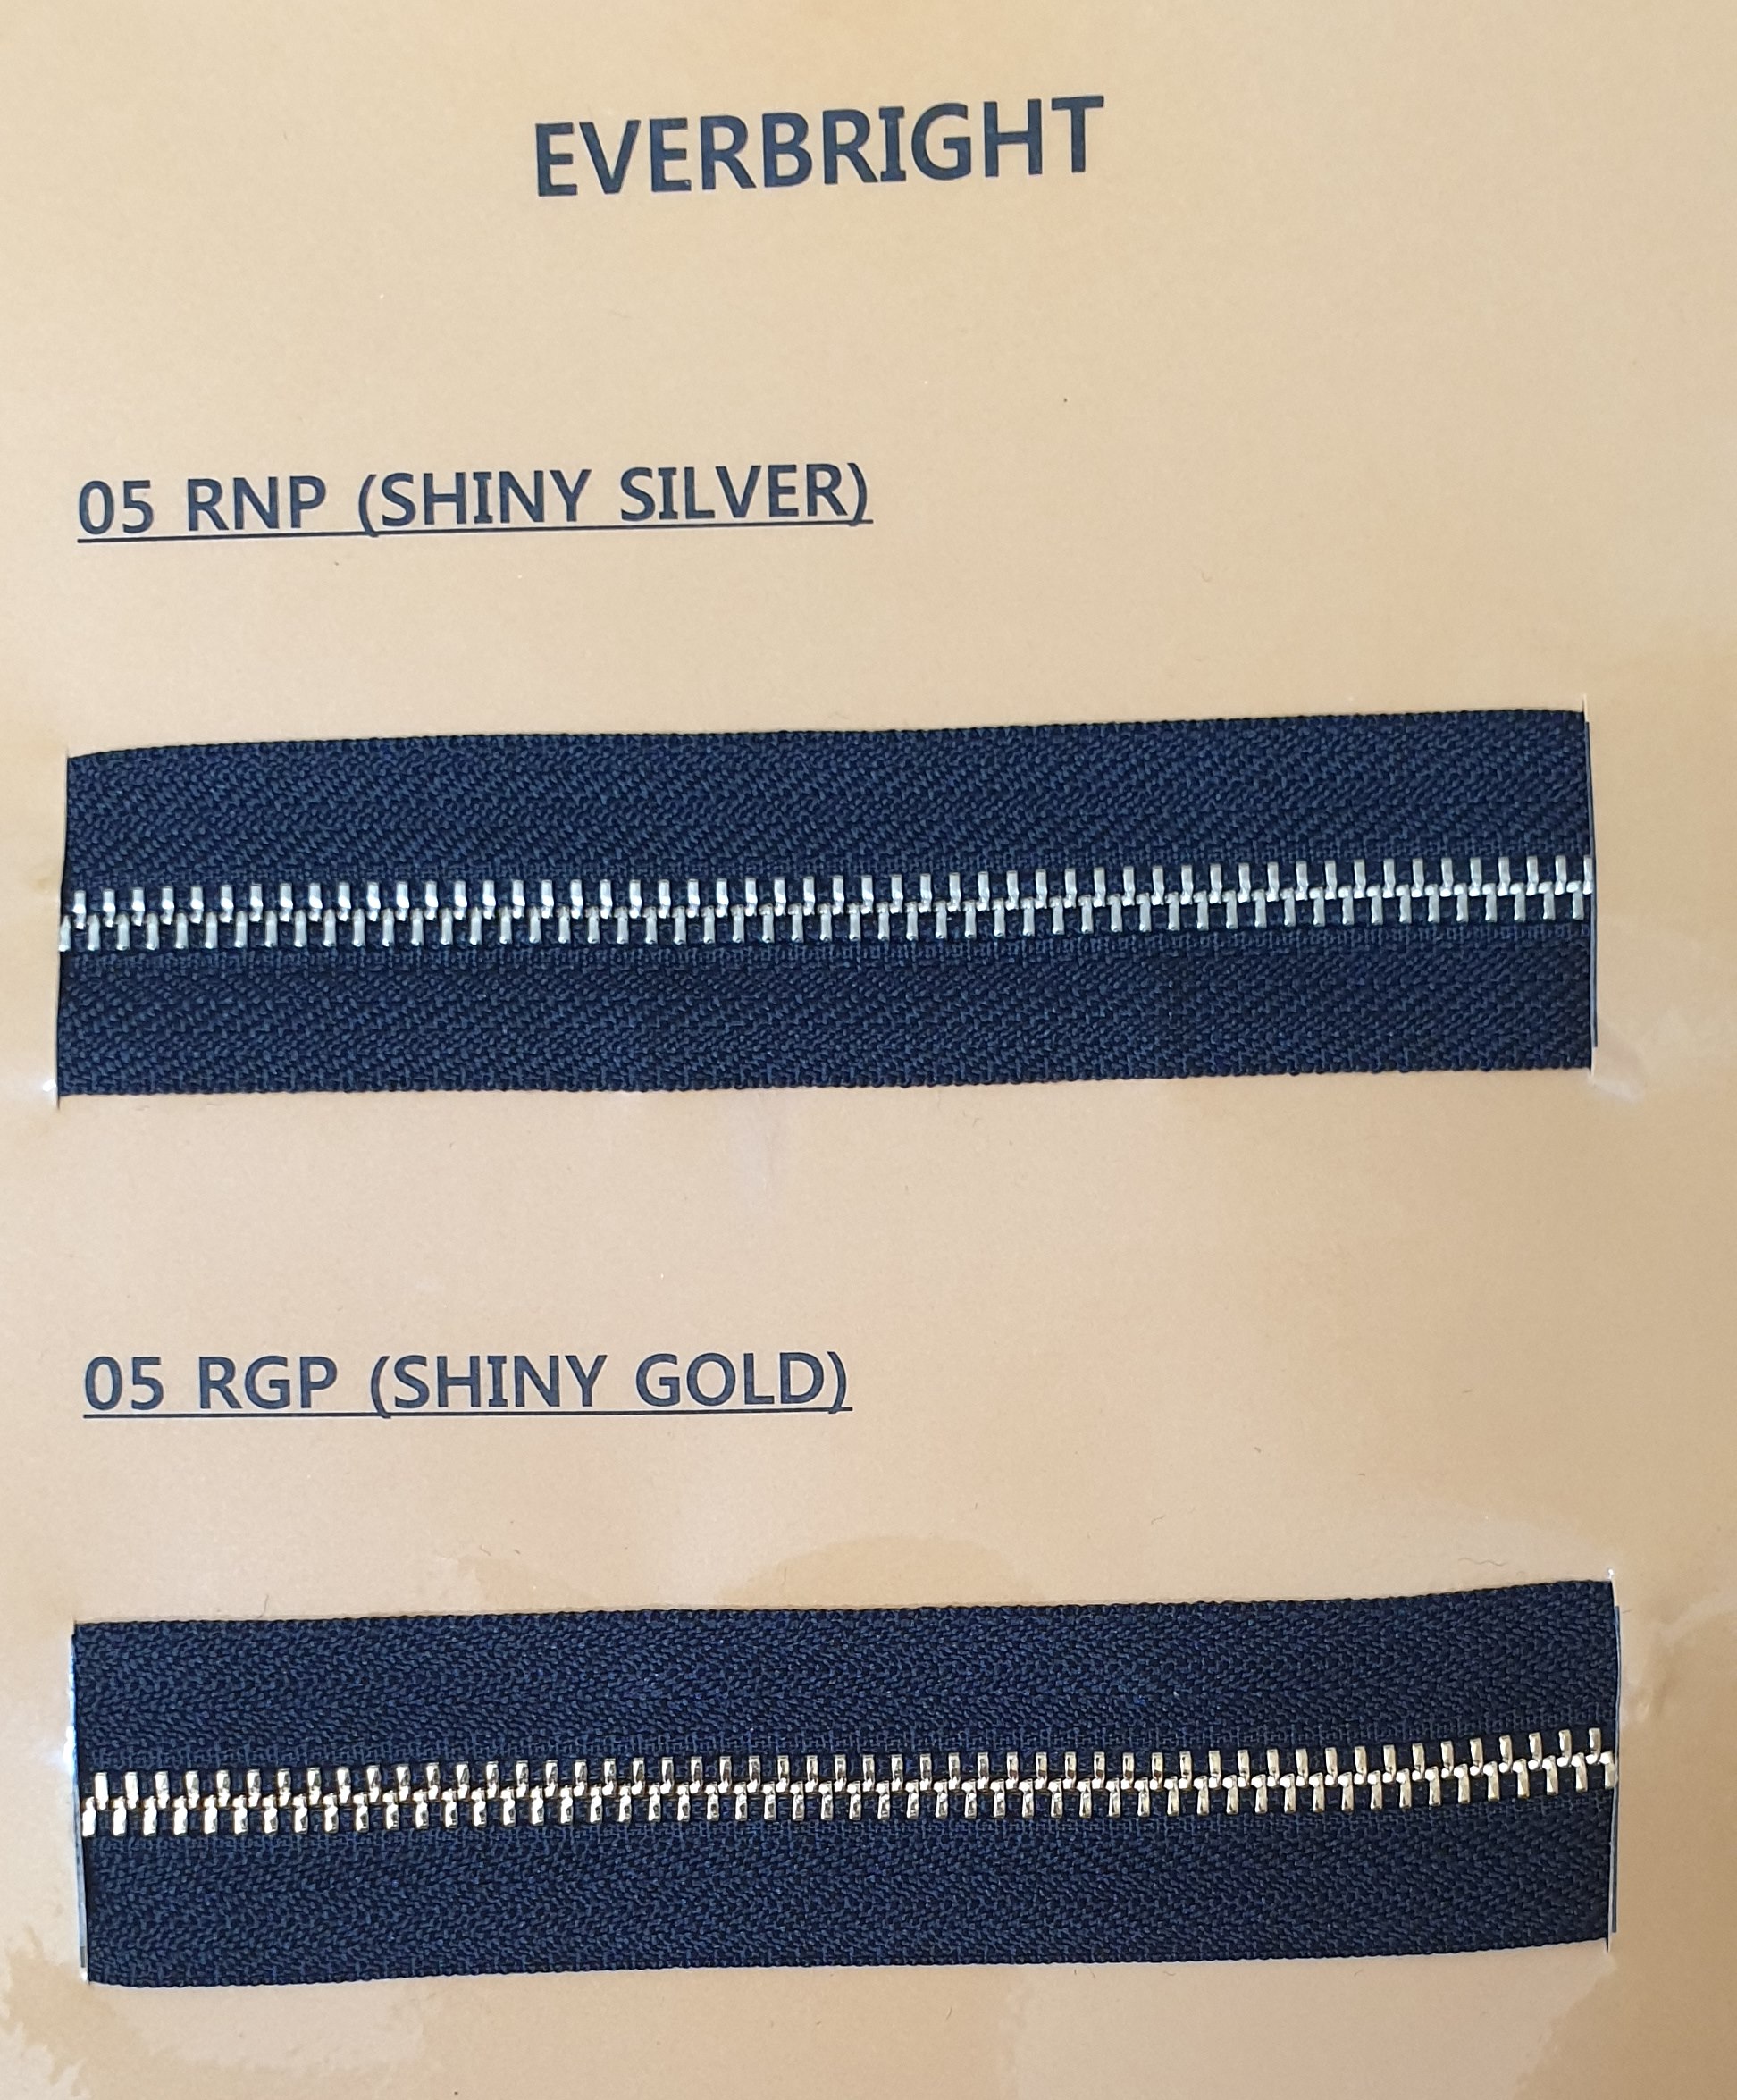 EVERBRIGHT
05 RNP (SHINY SILVER)
05 RGP (SHINY GOLD)